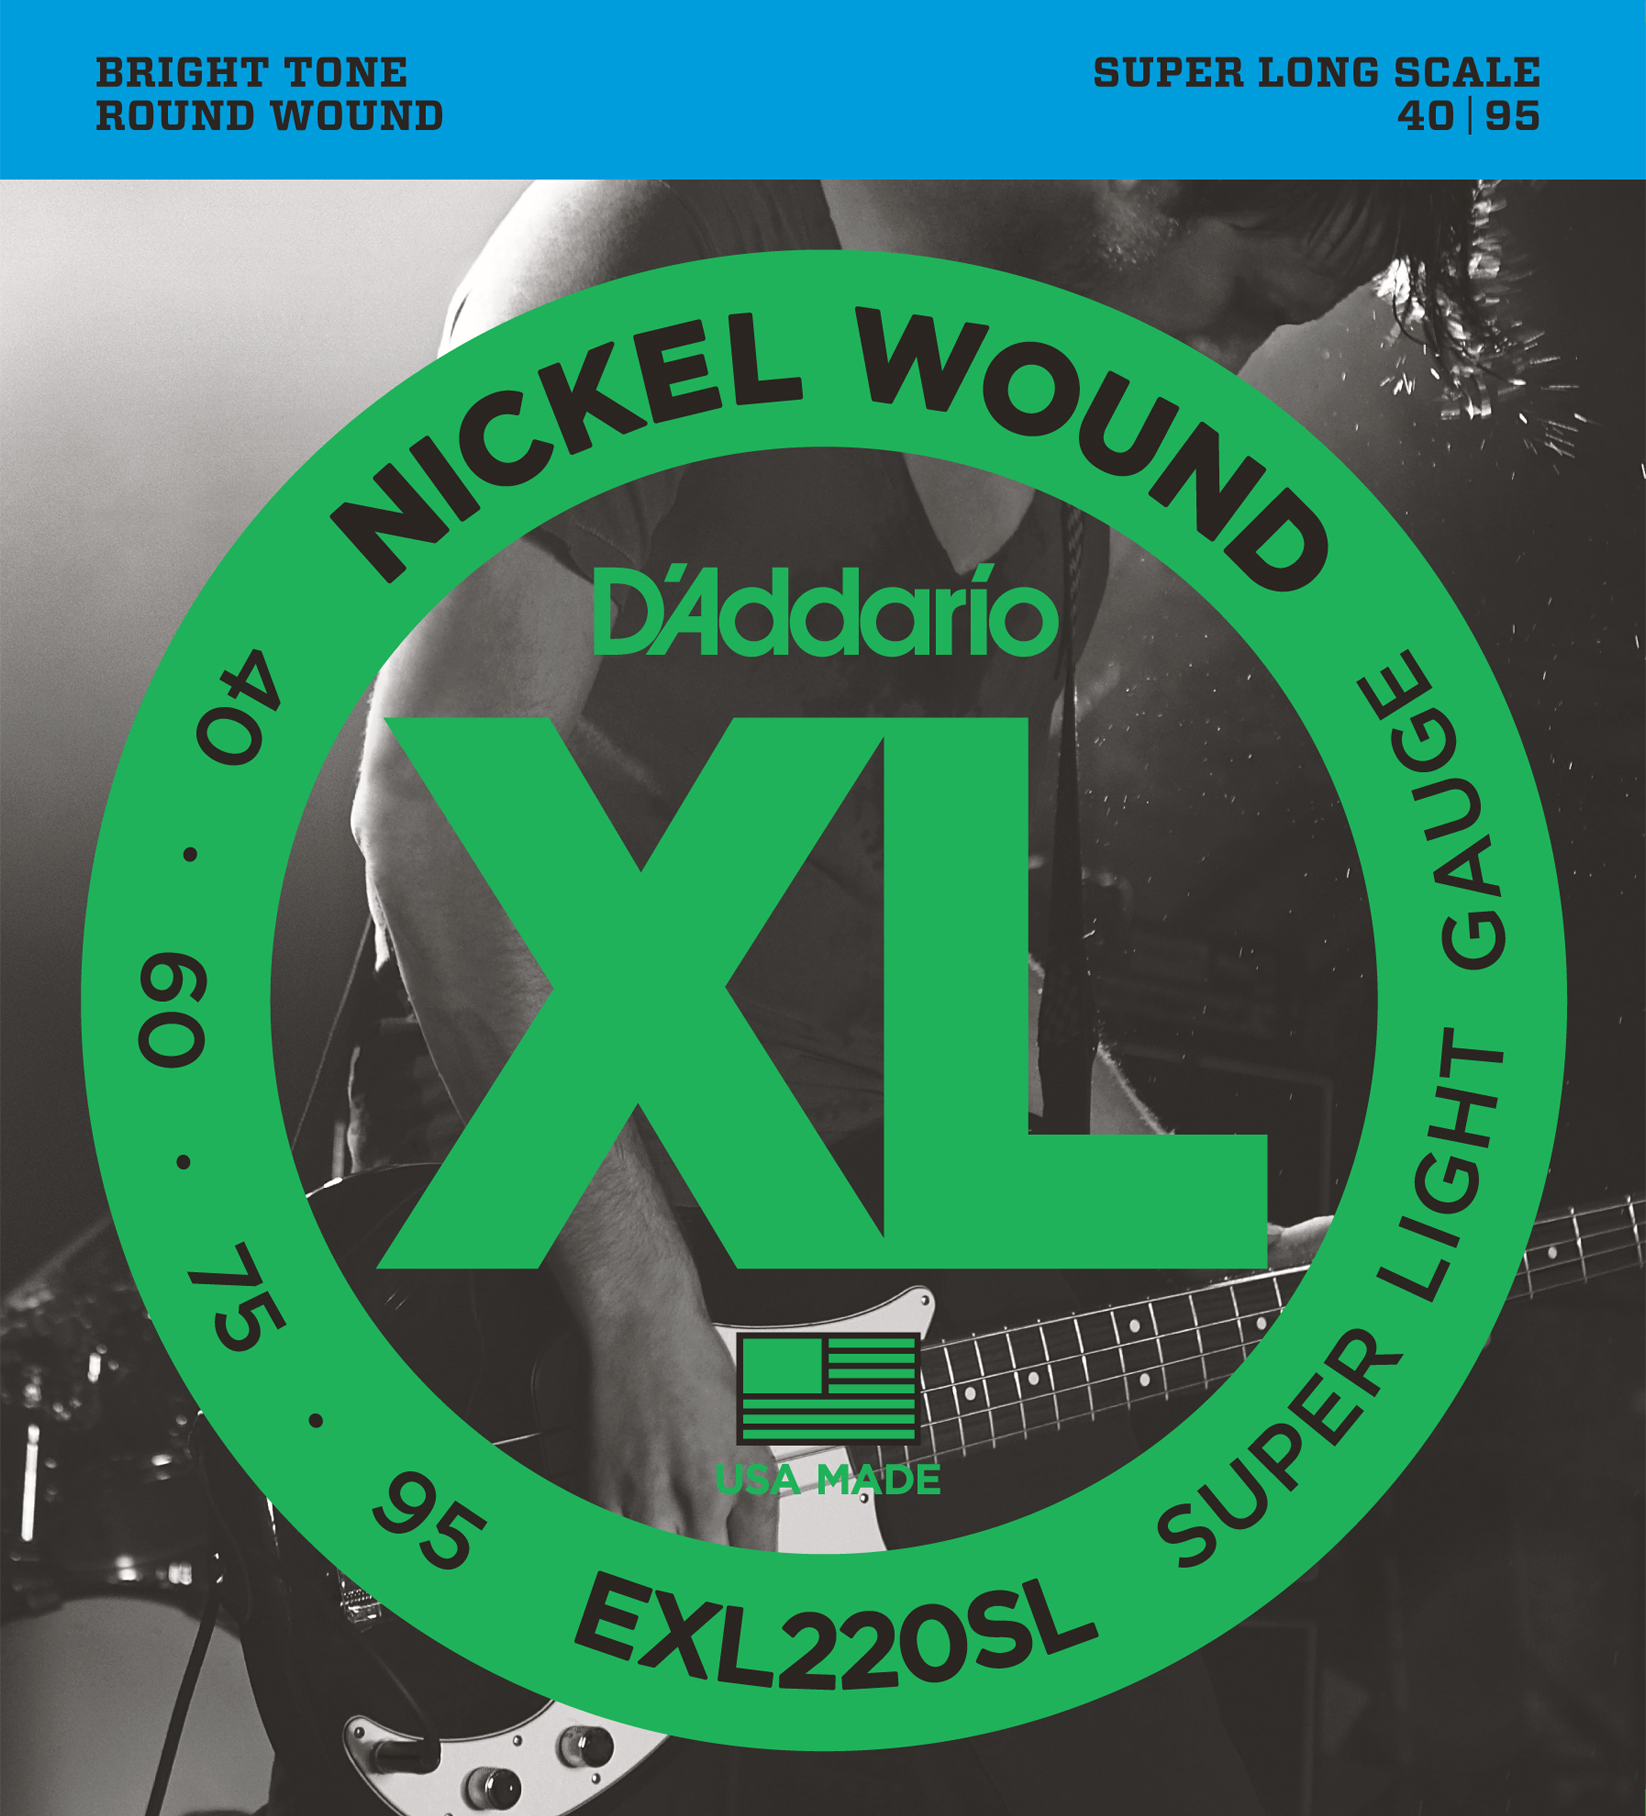 BRIGHT TONE
ROUND WOUND
SUPER LONG SCALE
40 | 95
NICKEL WOUND
40 · 60 · 75 · 95
SUPER LIGHT GAUGE
EXL220SL
D'Addario
XL
USA MADE